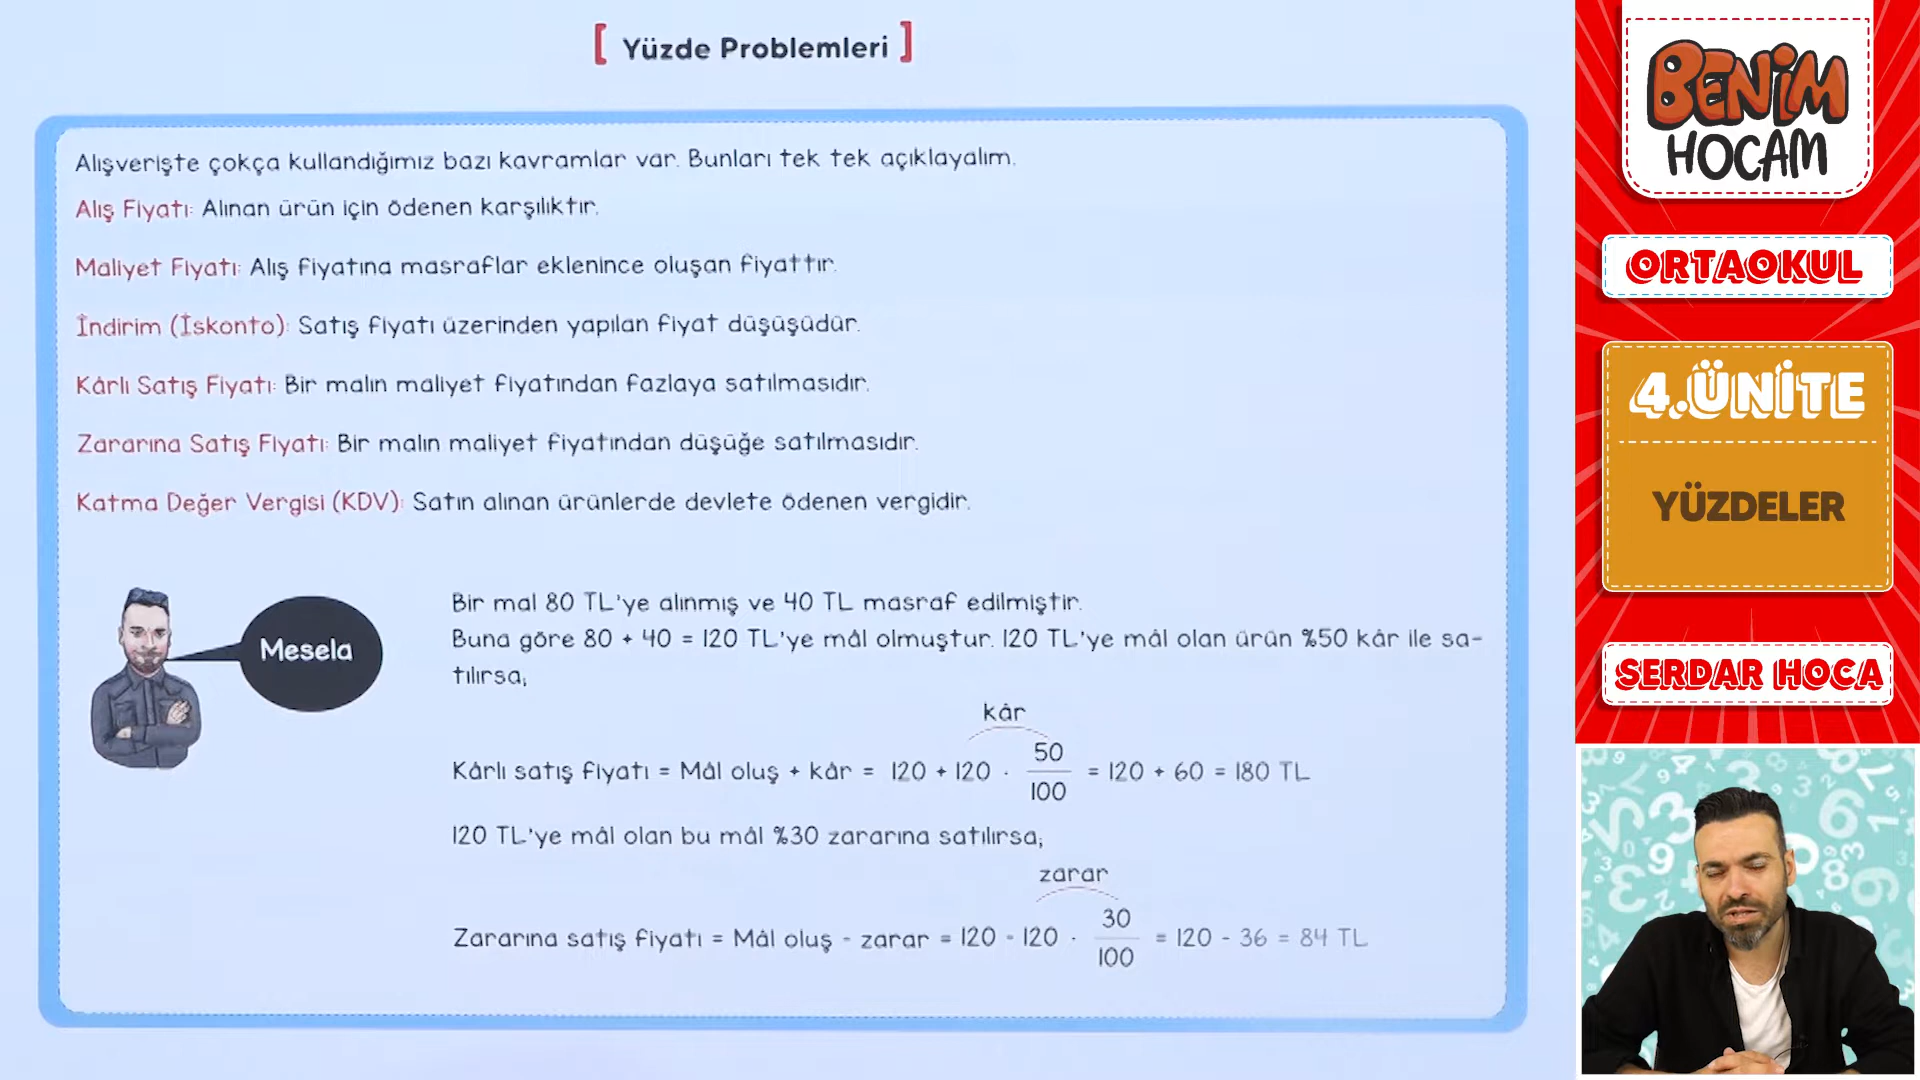 [ Yüzde Problemleri ]
Alışverişte çokça kullandığımız bazı kavramlar var. Bunları tek tek açıklayalım.
Alış Fiyatı: Alınan ürün için ödenen karşılıktır.
Maliyet Fiyatı: Alış fiyatına masraflar eklenince oluşan fiyattır.
İndirim (İskonto): Satış fiyatı üzerinden yapılan fiyat düşüşüdür.
Kârlı Satış Fiyatı: Bir malın maliyet fiyatından fazlaya satılmasıdır.
Zararına Satış Fiyatı: Bir malın maliyet fiyatından düşüğe satılmasıdır.
Katma Değer Vergisi (KDV): Satın alınan ürünlerde devlete ödenen vergidir.
Mesela
Bir mal 80 TL'ye alınmış ve 40 TL masraf edilmiştir.
Buna göre 80 + 40 = 120 TL'ye mâl olmuştur. 120 TL'ye mâl olan ürün %50 kâr ile sa-
tılırsa;
kâr
Kârlı satış fiyatı = Mâl oluş + kâr = 120 + 120 · 50/100 = 120 + 60 = 180 TL
120 TL'ye mâl olan bu mâl %30 zararına satılırsa;
zarar
Zararına satış fiyatı = Mâl oluş - zarar = 120 - 120 · 30/100 = 120 - 36 = 84 TL
BENİM
HOCAM
ORTAOKUL
4.ÜNİTE
YÜZDELER
SERDAR HOCA